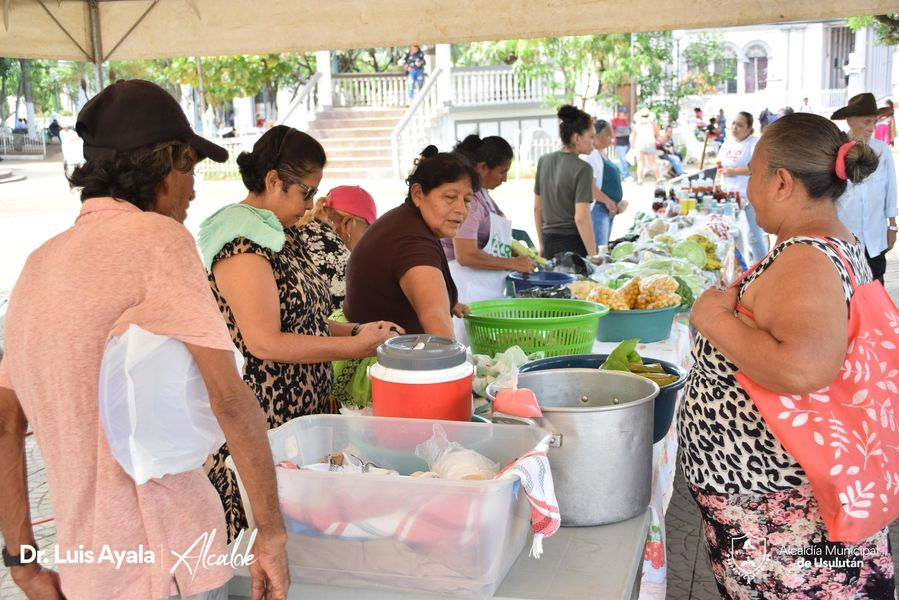 Dr. Luis Ayala | Alcalde
Alcaldía Municipal
de Usulután